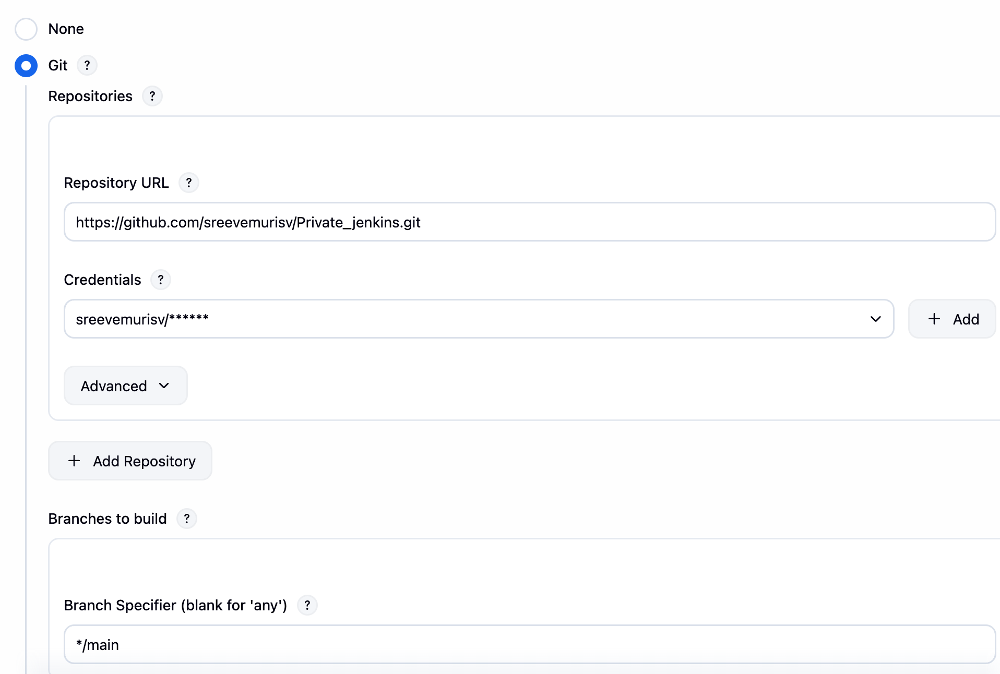 None
Git ?
Repositories ?
Repository URL ?
https://github.com/sreevemurisv/Private_jenkins.git
Credentials ?
sreevemurisv/******
+ Add
Advanced
+ Add Repository
Branches to build ?
Branch Specifier (blank for 'any') ?
*/main